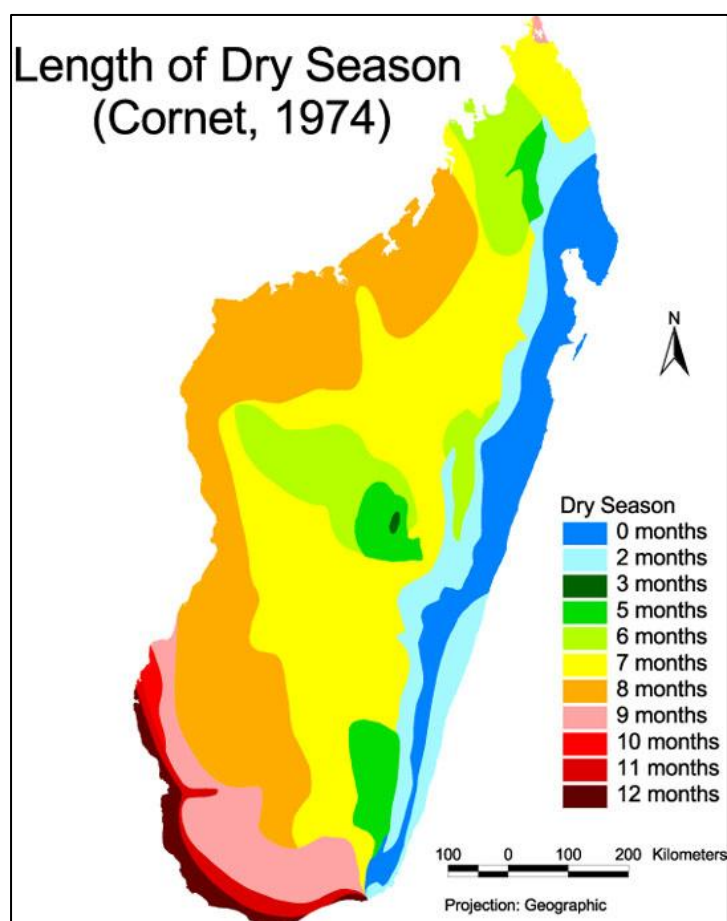 Length of Dry Season
(Cornet, 1974)
N
Dry Season
0 months
2 months
3 months
5 months
6 months
7 months
8 months
9 months
10 months
11 months
12 months
100 0 100 200 Kilometers
Projection: Geographic